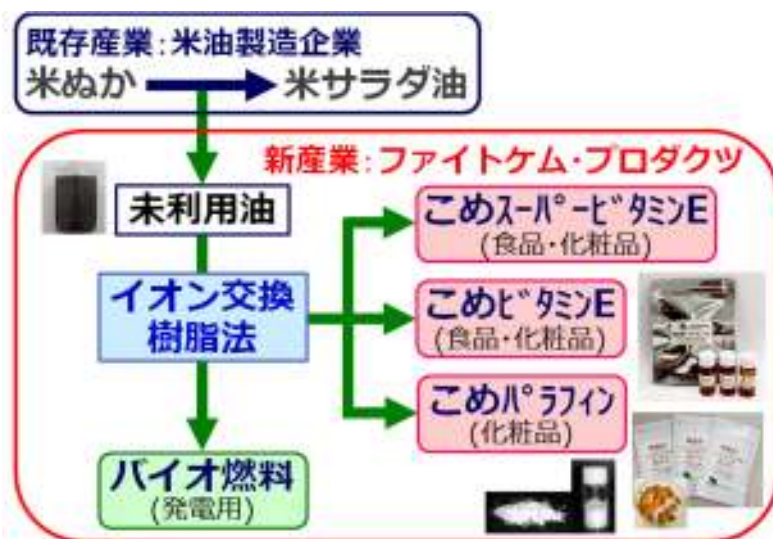 既存産業：米油製造企業
米ぬか 米サラダ油
新産業：ファイトケム・プロダクツ
未利用油
イオン交換
樹脂法
こめｽｰﾊﾟｰﾋﾞﾀﾐﾝE
(食品・化粧品)
こめﾋﾞﾀﾐﾝE
(食品・化粧品)
こめﾊﾟﾗﾌｨﾝ
(化粧品)
バイオ燃料
(発電用)